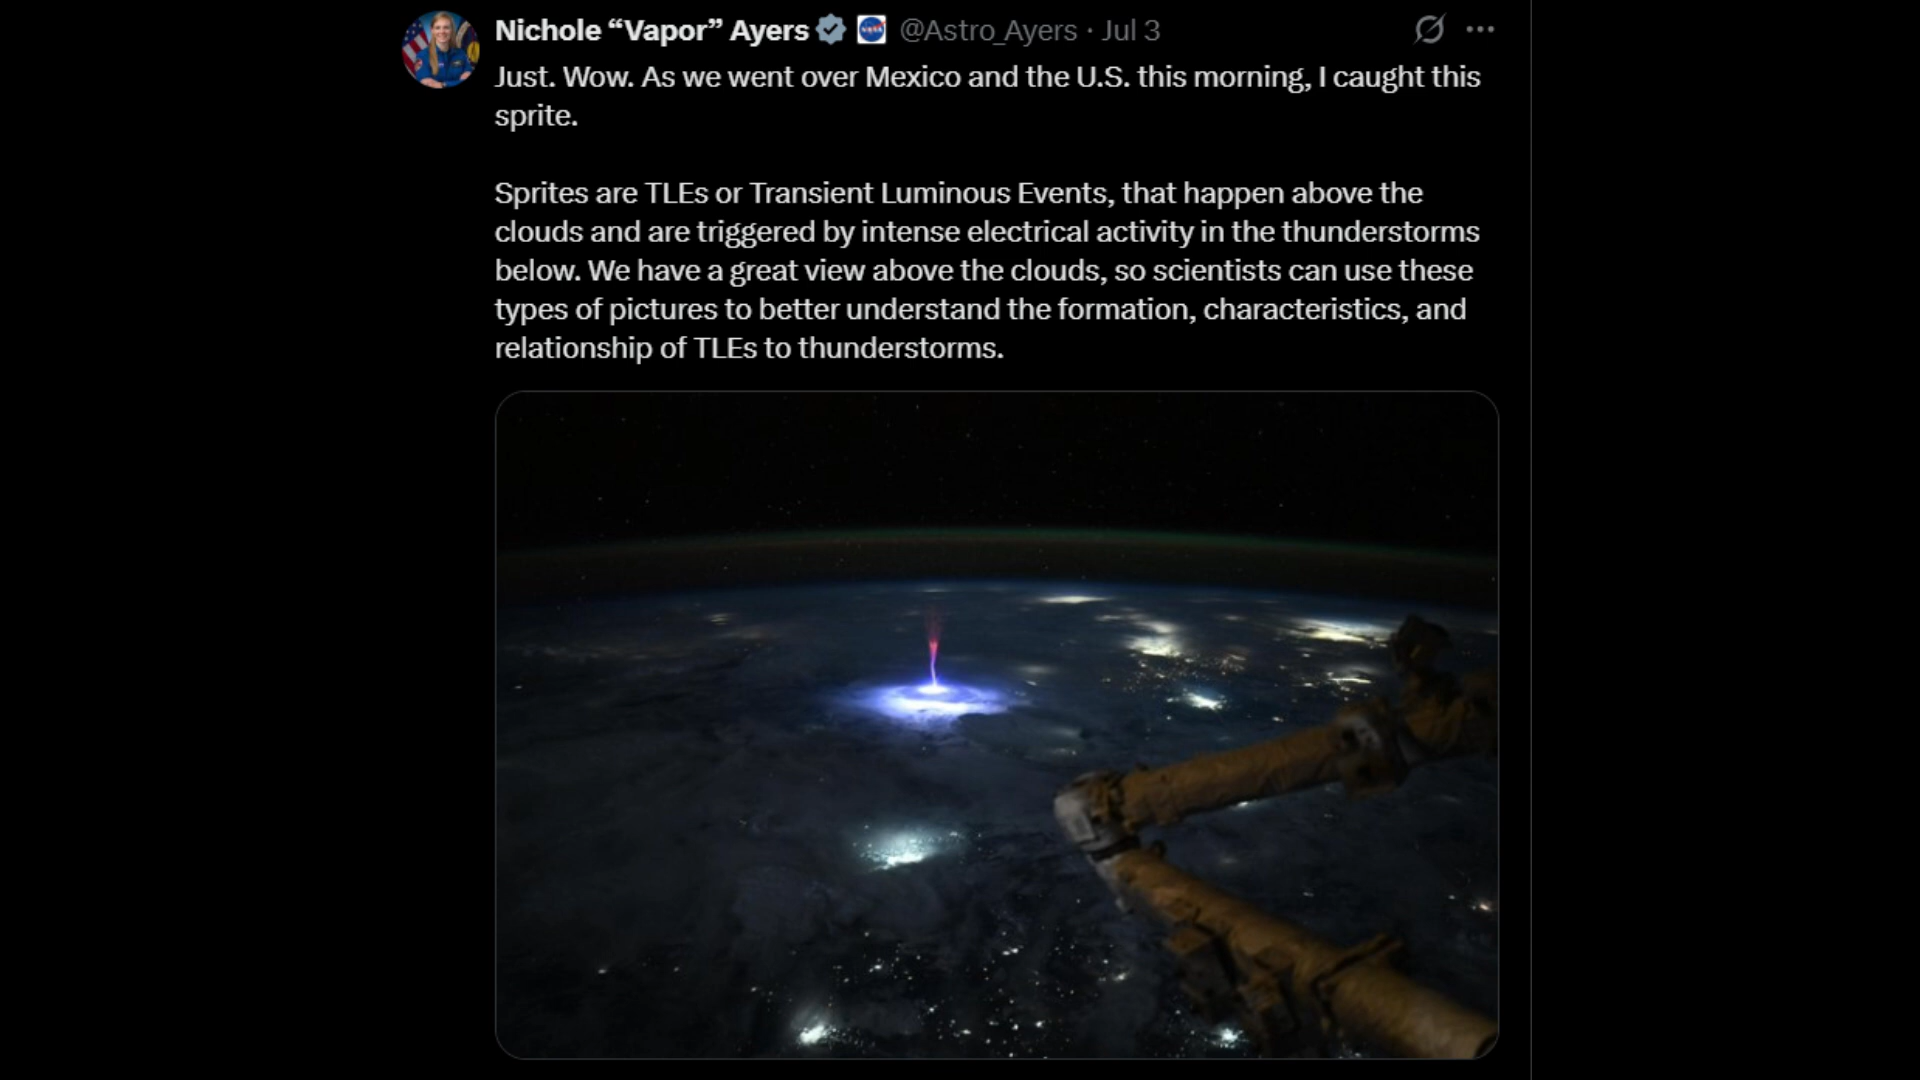 Nichole “Vapor” Ayers @Astro_Ayers · Jul 3
Just. Wow. As we went over Mexico and the U.S. this morning, I caught this
sprite.
Sprites are TLEs or Transient Luminous Events, that happen above the
clouds and are triggered by intense electrical activity in the thunderstorms
below. We have a great view above the clouds, so scientists can use these
types of pictures to better understand the formation, characteristics, and
relationship of TLEs to thunderstorms.